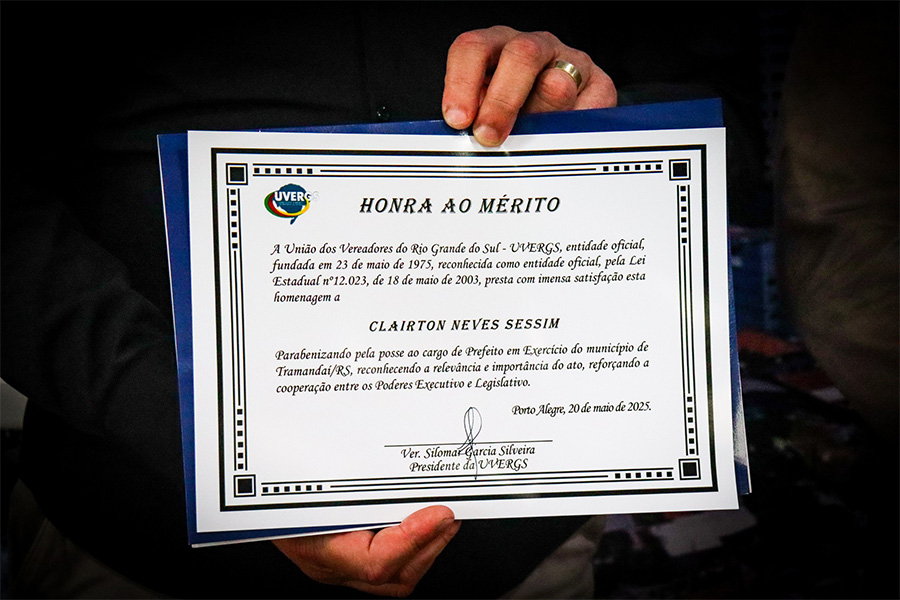 UVERGS
HONRA AO MÉRITO
A União dos Vereadores do Rio Grande do Sul - UVERGS, entidade oficial,
fundada em 23 de maio de 1975, reconhecida como entidade oficial, pela Lei
Estadual nº12.023, de 18 de maio de 2003, presta com imensa satisfação esta
homenagem a
CLAIRTON NEVES SESSIM
Parabenizando pela posse ao cargo de Prefeito em Exercício do município de
Tramandaí/RS, reconhecendo a relevância e importância do ato, reforçando a
cooperação entre os Poderes Executivo e Legislativo.
Porto Alegre, 20 de maio de 2025.
Ver. Silomar Garcia Silveira
Presidente da UVERGS